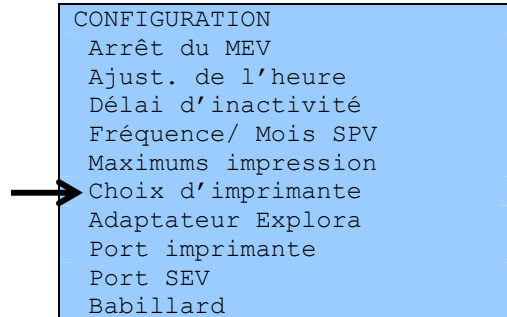 CONFIGURATION
Arrêt du MEV
Ajust. de l’heure
Délai d’inactivité
Fréquence/ Mois SPV
Maximums impression
Choix d’imprimante
Adaptateur Explora
Port imprimante
Port SEV
Babillard